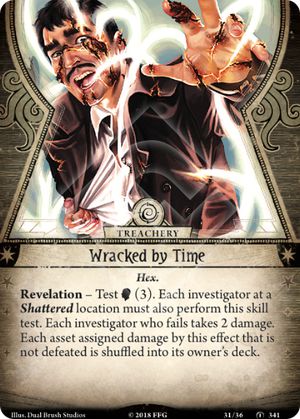 TREACHERY
Wracked by Time
Hex.
Revelation – Test (3). Each investigator at a
Shattered location must also perform this skill
test. Each investigator who fails takes 2 damage.
Each asset assigned damage by this effect that is
not defeated is shuffled into its owner's deck.
Illus. Dual Brush Studios © 2018 FFG 31/36 341